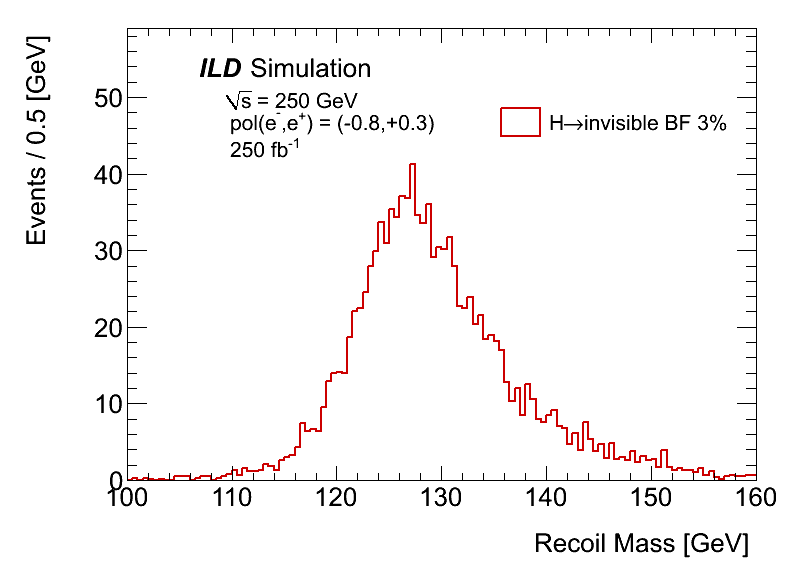 ILD Simulation
√s = 250 GeV
pol(e⁻,e⁺) = (-0.8,+0.3)
250 fb⁻¹
H→invisible BF 3%
Events / 0.5 [GeV]
50
40
30
20
10
0
100 110 120 130 140 150 160
Recoil Mass [GeV]